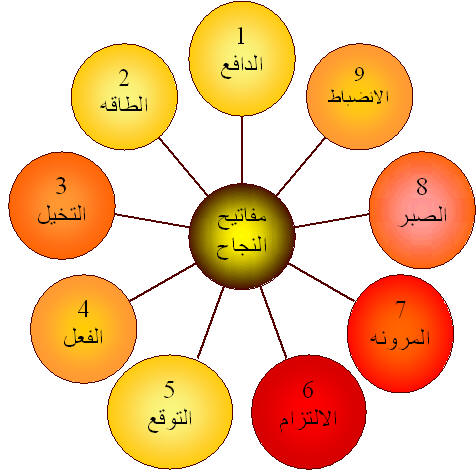 مفاتيح
النجاح
1
الدافع
2
الطاقه
3
التخيل
4
الفعل
5
التوقع
6
الالتزام
7
المرونه
8
الصبر
9
الانضباط